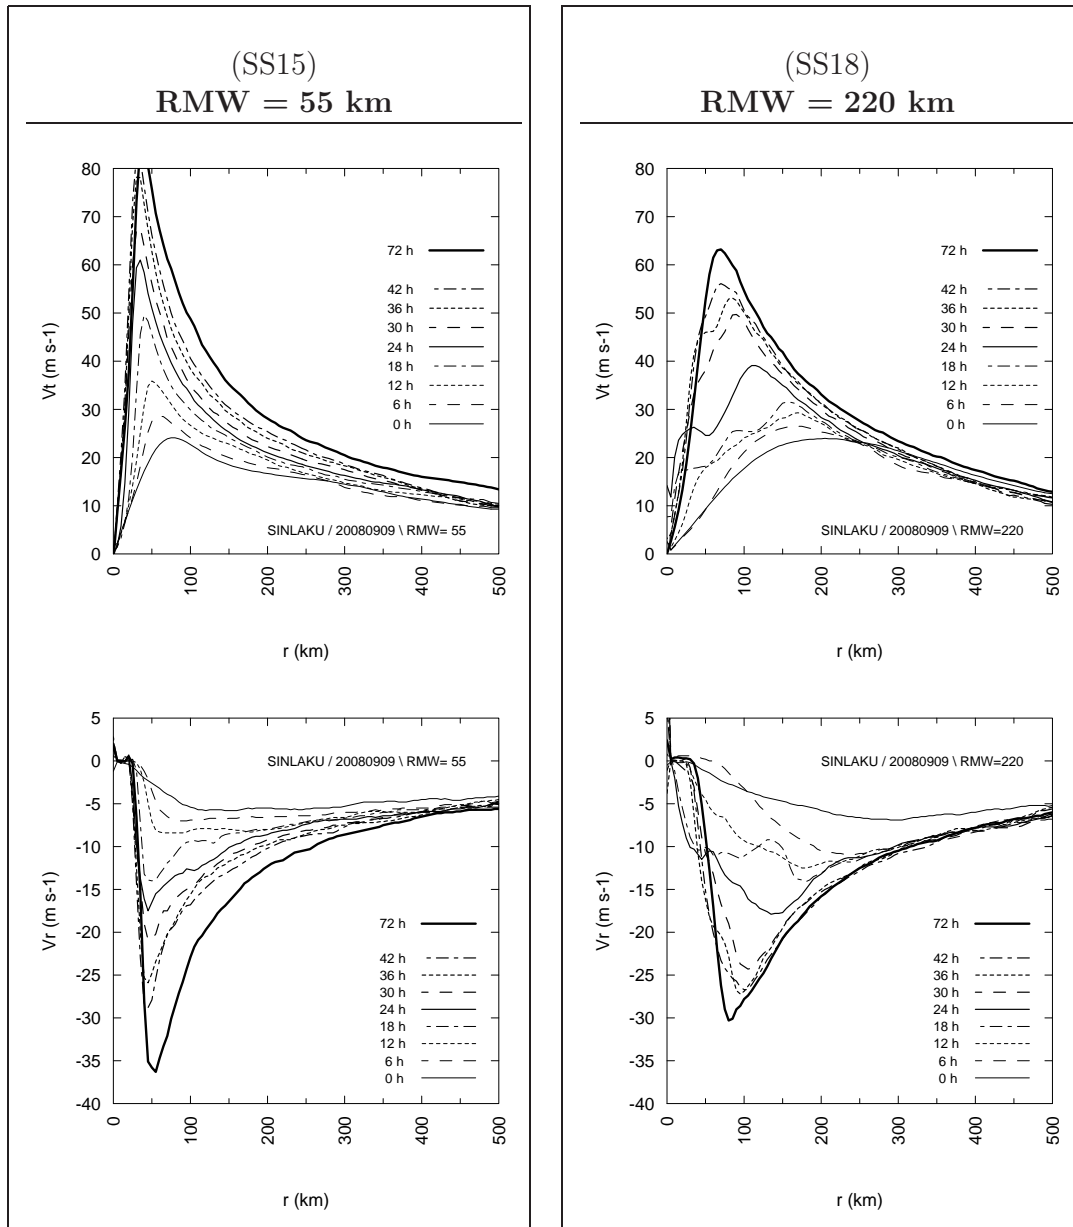 (SS15)
RMW = 55 km
80
70
60
50
40
30
20
10
0
Vt (m s-1)
72 h
42 h
36 h
30 h
24 h
18 h
12 h
6 h
0 h
SINLAKU / 20080909 \ RMW= 55
0
100
200
300
400
500
r (km)
5
0
-5
-10
-15
-20
-25
-30
-35
-40
Vr (m s-1)
SINLAKU / 20080909 \ RMW= 55
72 h
42 h
36 h
30 h
24 h
18 h
12 h
6 h
0 h
0
100
200
300
400
500
r (km)
(SS18)
RMW = 220 km
80
70
60
50
40
30
20
10
0
Vt (m s-1)
72 h
42 h
36 h
30 h
24 h
18 h
12 h
6 h
0 h
SINLAKU / 20080909 \ RMW=220
0
100
200
300
400
500
r (km)
5
0
-5
-10
-15
-20
-25
-30
-35
-40
Vr (m s-1)
SINLAKU / 20080909 \ RMW=220
72 h
42 h
36 h
30 h
24 h
18 h
12 h
6 h
0 h
0
100
200
300
400
500
r (km)